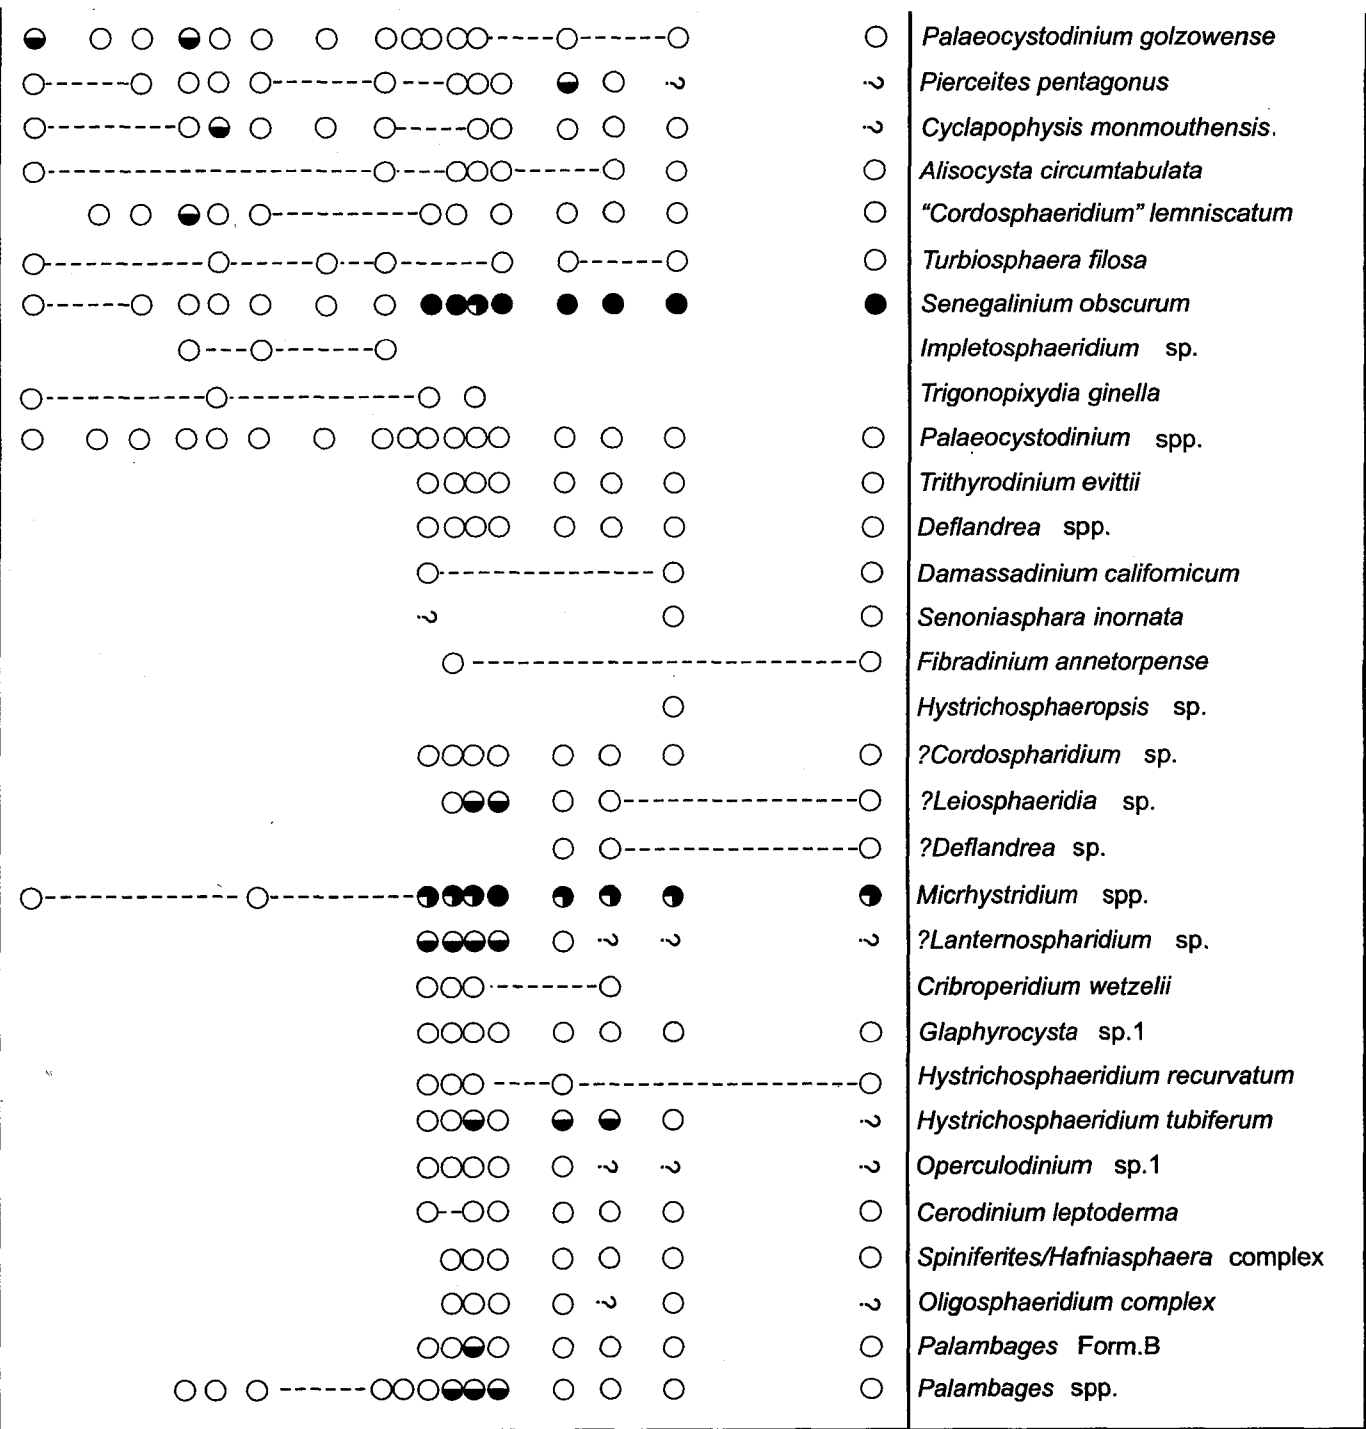 Palaeocystodinium golzowense
? ? Pierceites pentagonus
? Cyclapophysis monmouthensis.
Alisocysta circumtabulata
"Cordosphaeridium" lemniscatum
Turbiosphaera filosa
Senegalinium obscurum
Impletosphaeridium sp.
Trigonopixydia ginella
Palaeocystodinium spp.
Trithyrodinium evittii
Deflandrea spp.
Damassadinium califomicum
? Senoniasphara inornata
Fibradinium annetorpense
Hystrichosphaeropsis sp.
?Cordospharidium sp.
?Leiosphaeridia sp.
?Deflandrea sp.
Micrhystridium spp.
? ? ? ?Lanternospharidium sp.
Cribroperidium wetzelii
Glaphyrocysta sp.1
Hystrichosphaeridium recurvatum
? Hystrichosphaeridium tubiferum
? ? ? Operculodinium sp.1
Cerodinium leptoderma
Spiniferites/Hafniasphaera complex
? ? Oligosphaeridium complex
Palambages Form.B
Palambages spp.